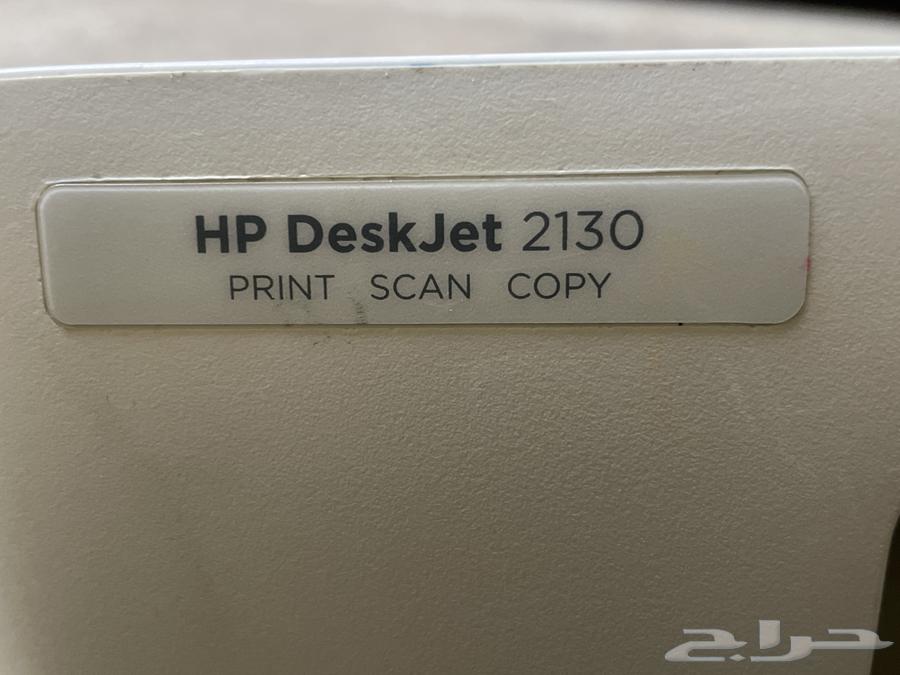 HP DeskJet 2130
PRINT SCAN COPY
حراج